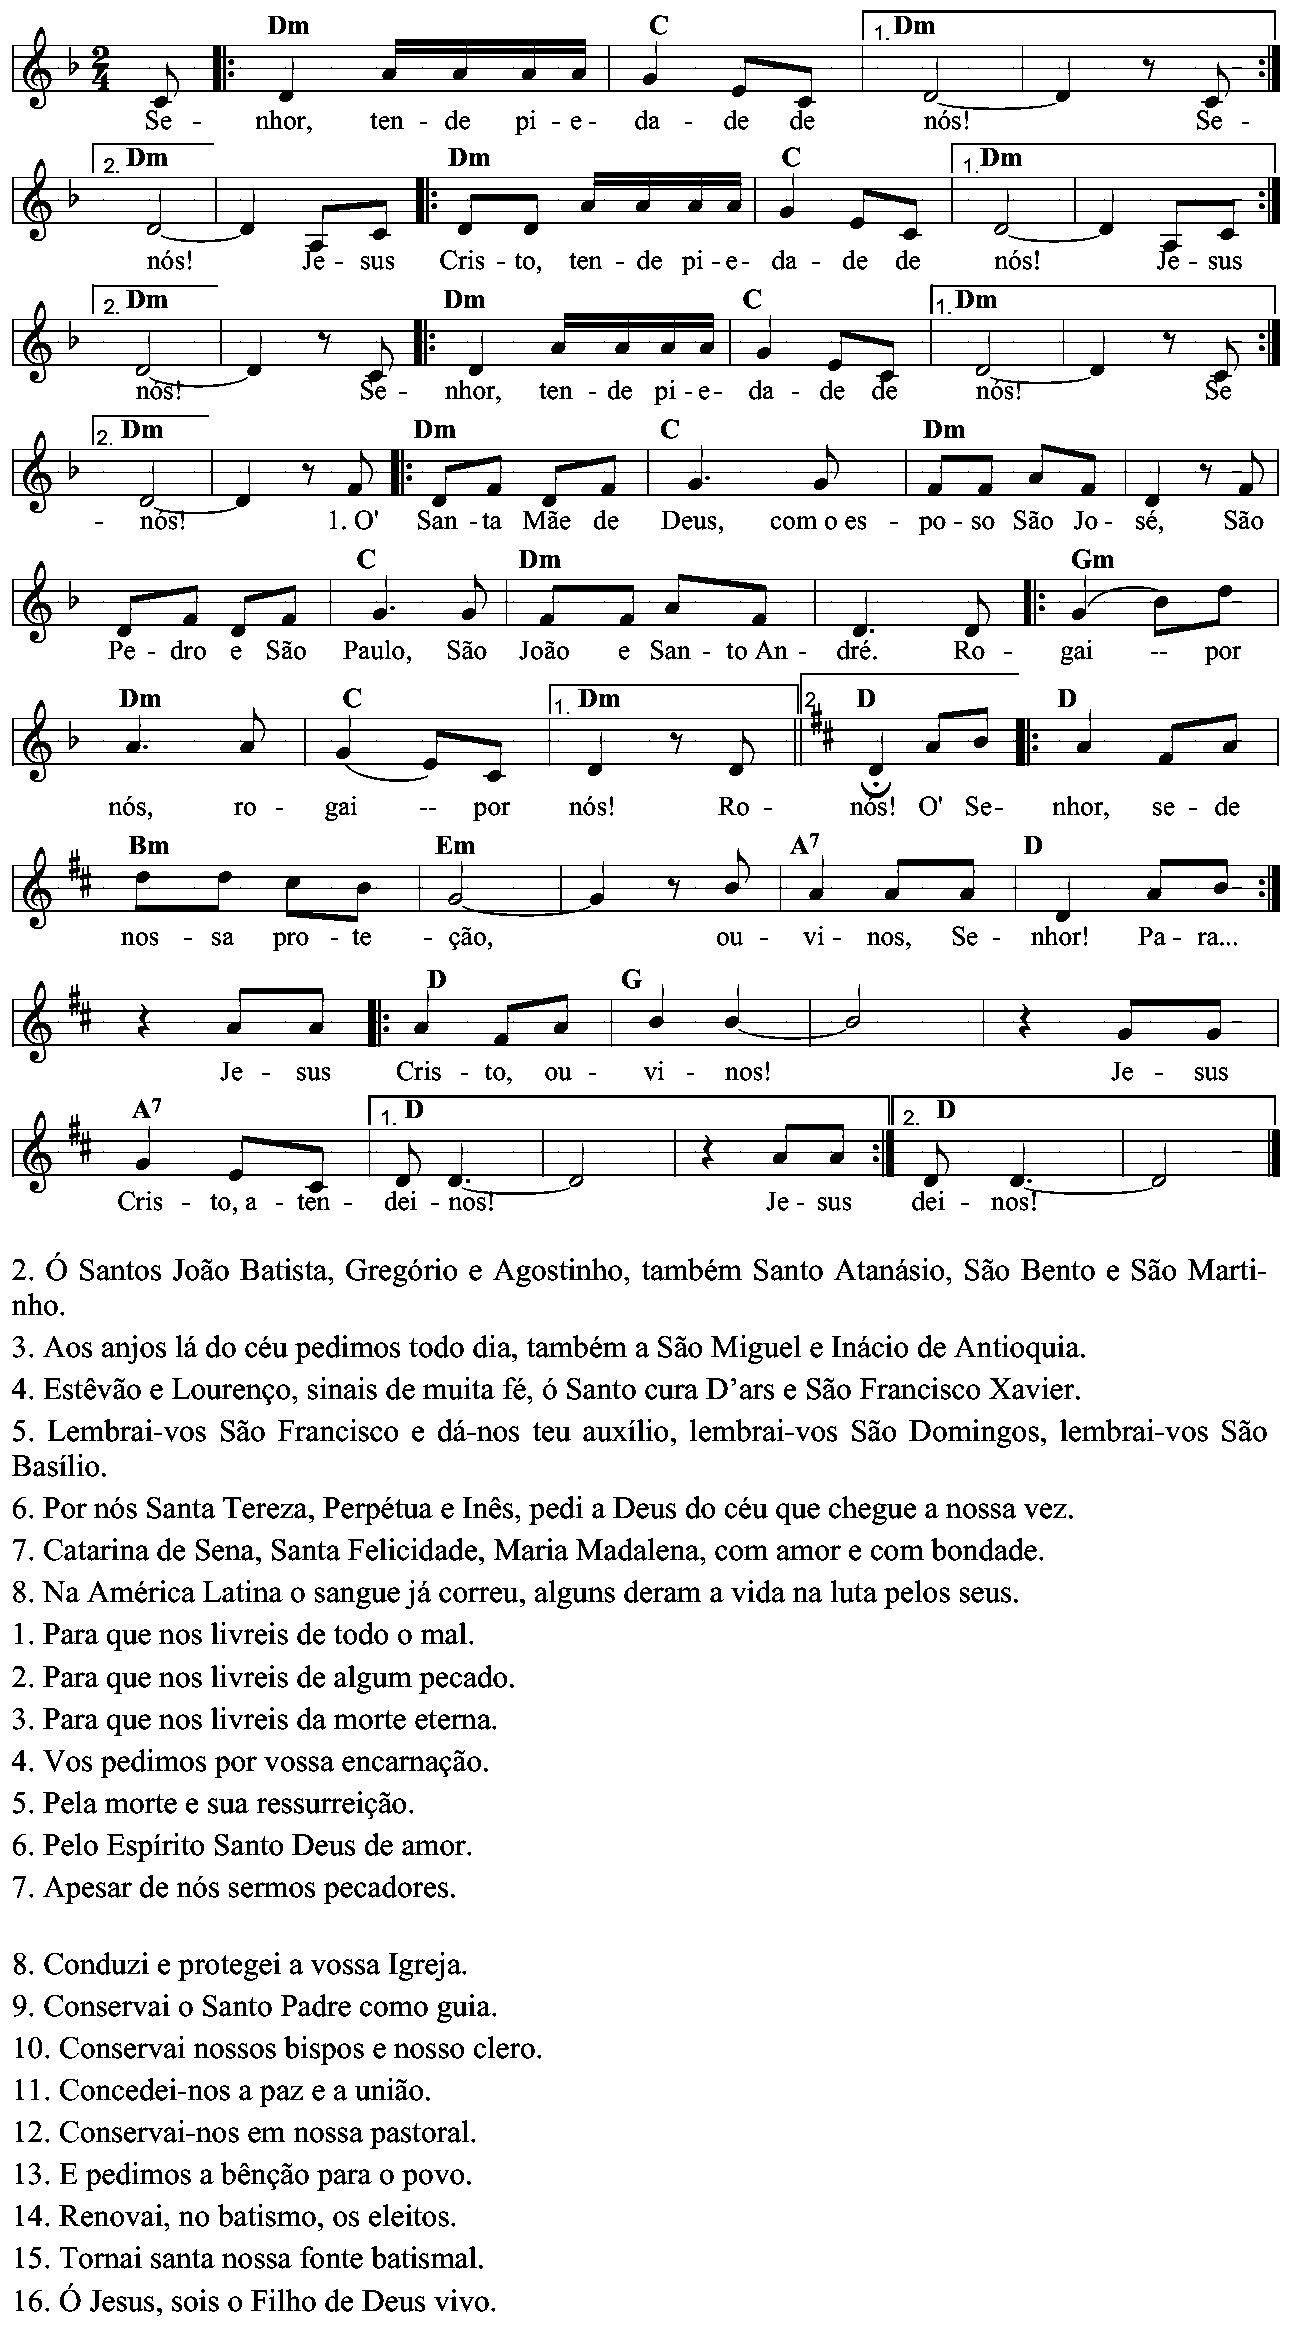 Dm C 1. Dm
Se - nhor, ten - de pi - e - da - de de nós! Se -
2. Dm Dm C 1. Dm
nós! Je - sus Cris - to, ten - de pi - e - da - de de nós! Je - sus
2. Dm Dm C 1. Dm
nós! Se - nhor, ten - de pi - e - da - de de nós! Se
2. Dm Dm C Dm
- nós! 1. O' San - ta Mãe de Deus, com o es - po - so São Jo - sé, São
C Dm Gm
Pe - dro e São Paulo, São João e San - to An - dré. Ro - gai -- por
Dm C 1. Dm 2. D D
nós, ro - gai -- por nós! Ro - nós! O' Se - nhor, se - de
Bm Em A7 D
nos - sa pro - te - ção, ou - vi - nos, Se - nhor! Pa - ra...
D G
Je - sus Cris - to, ou - vi - nos! Je - sus
A7 1. D 2. D
Cris - to, a - ten - dei - nos! Je - sus dei - nos!
2. Ó Santos João Batista, Gregório e Agostinho, também Santo Atanásio, São Bento e São Marti-
nho.
3. Aos anjos lá do céu pedimos todo dia, também a São Miguel e Inácio de Antioquia.
4. Estêvão e Lourenço, sinais de muita fé, ó Santo cura D’ars e São Francisco Xavier.
5. Lembrai-vos São Francisco e dá-nos teu auxílio, lembrai-vos São Domingos, lembrai-vos São
Basílio.
6. Por nós Santa Tereza, Perpétua e Inês, pedi a Deus do céu que chegue a nossa vez.
7. Catarina de Sena, Santa Felicidade, Maria Madalena, com amor e com bondade.
8. Na América Latina o sangue já correu, alguns deram a vida na luta pelos seus.
1. Para que nos livreis de todo o mal.
2. Para que nos livreis de algum pecado.
3. Para que nos livreis da morte eterna.
4. Vos pedimos por vossa encarnação.
5. Pela morte e sua ressurreição.
6. Pelo Espírito Santo Deus de amor.
7. Apesar de nós sermos pecadores.
8. Conduzi e protegei a vossa Igreja.
9. Conservai o Santo Padre como guia.
10. Conservai nossos bispos e nosso clero.
11. Concedei-nos a paz e a união.
12. Conservai-nos em nossa pastoral.
13. E pedimos a bênção para o povo.
14. Renovai, no batismo, os eleitos.
15. Tornai santa nossa fonte batismal.
16. Ó Jesus, sois o Filho de Deus vivo.